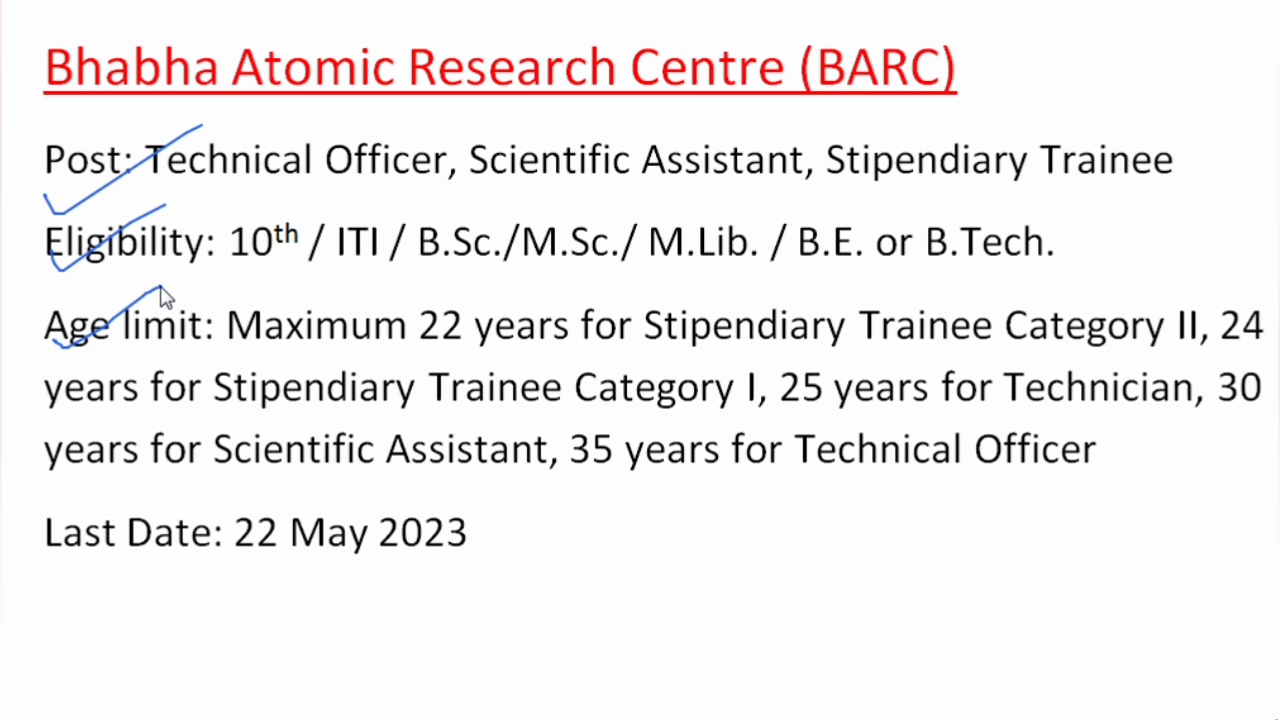 Bhabha Atomic Research Centre (BARC)
Post: Technical Officer, Scientific Assistant, Stipendiary Trainee
Eligibility: 10th / ITI / B.Sc./M.Sc./ M.Lib. / B.E. or B.Tech.
Age limit: Maximum 22 years for Stipendiary Trainee Category II, 24
years for Stipendiary Trainee Category I, 25 years for Technician, 30
years for Scientific Assistant, 35 years for Technical Officer
Last Date: 22 May 2023